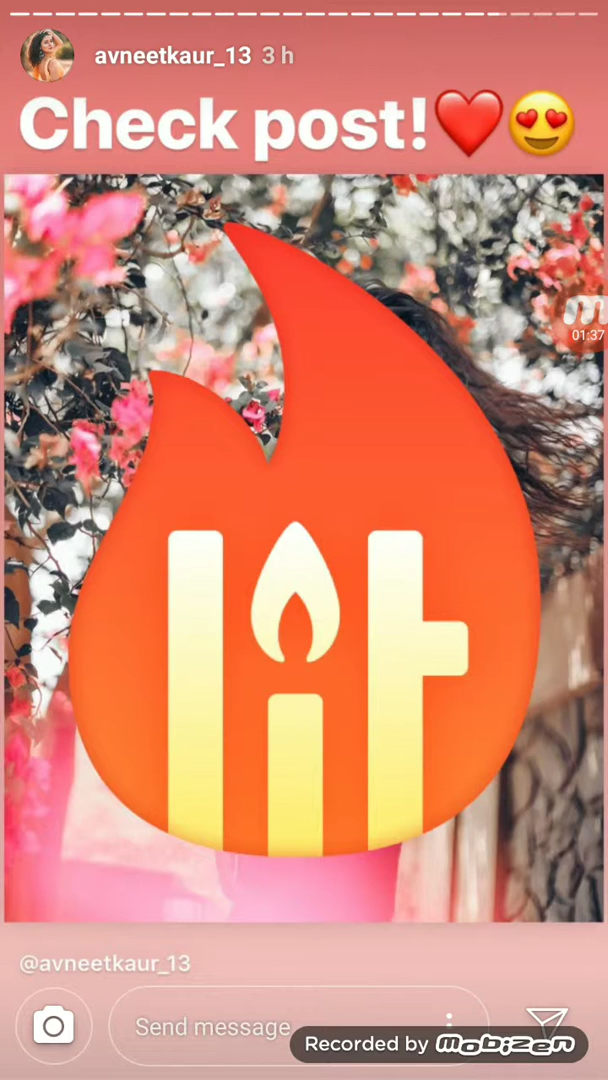 avneetkaur_13 3 h
Check post!❤️😍
01:37
lit
@avneetkaur_13
Send message
Recorded by mobizen